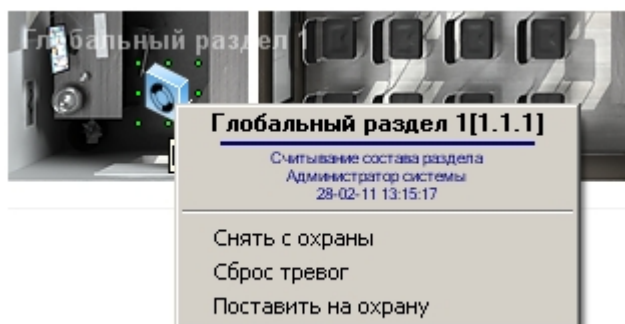 Глобальный раздел 1
Глобальный раздел 1[1.1.1]
Считывание состава раздела
Администратор системы
28-02-11 13:15:17
Снять с охраны
Сброс тревог
Поставить на охрану